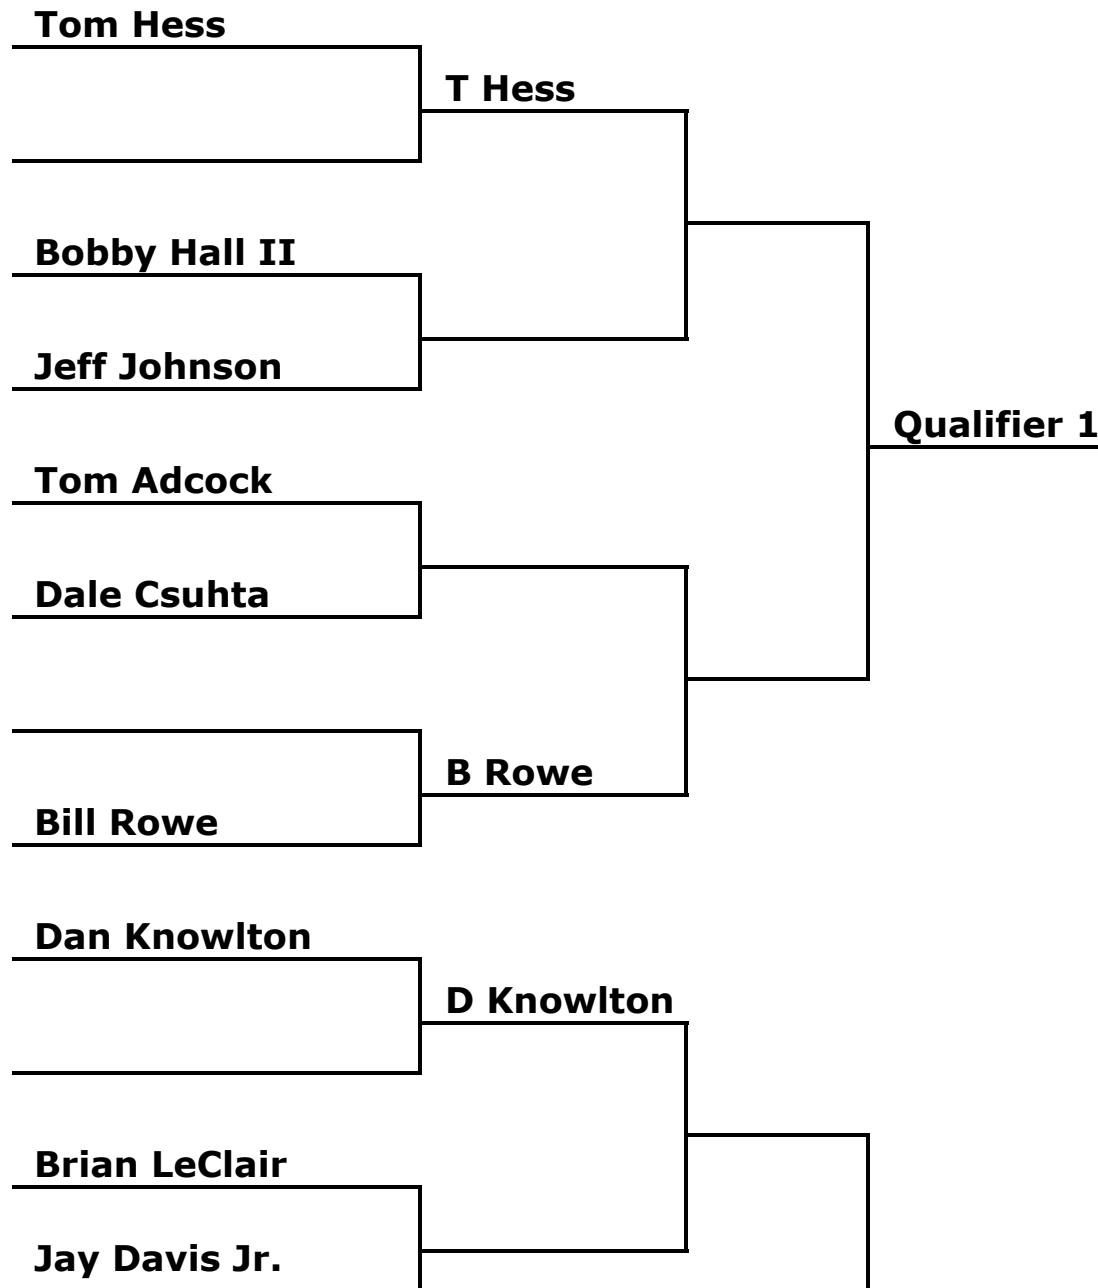 Tom Hess
T Hess
Bobby Hall II
Jeff Johnson
Qualifier 1
Tom Adcock
Dale Csuhta
B Rowe
Bill Rowe
Dan Knowlton
D Knowlton
Brian LeClair
Jay Davis Jr.